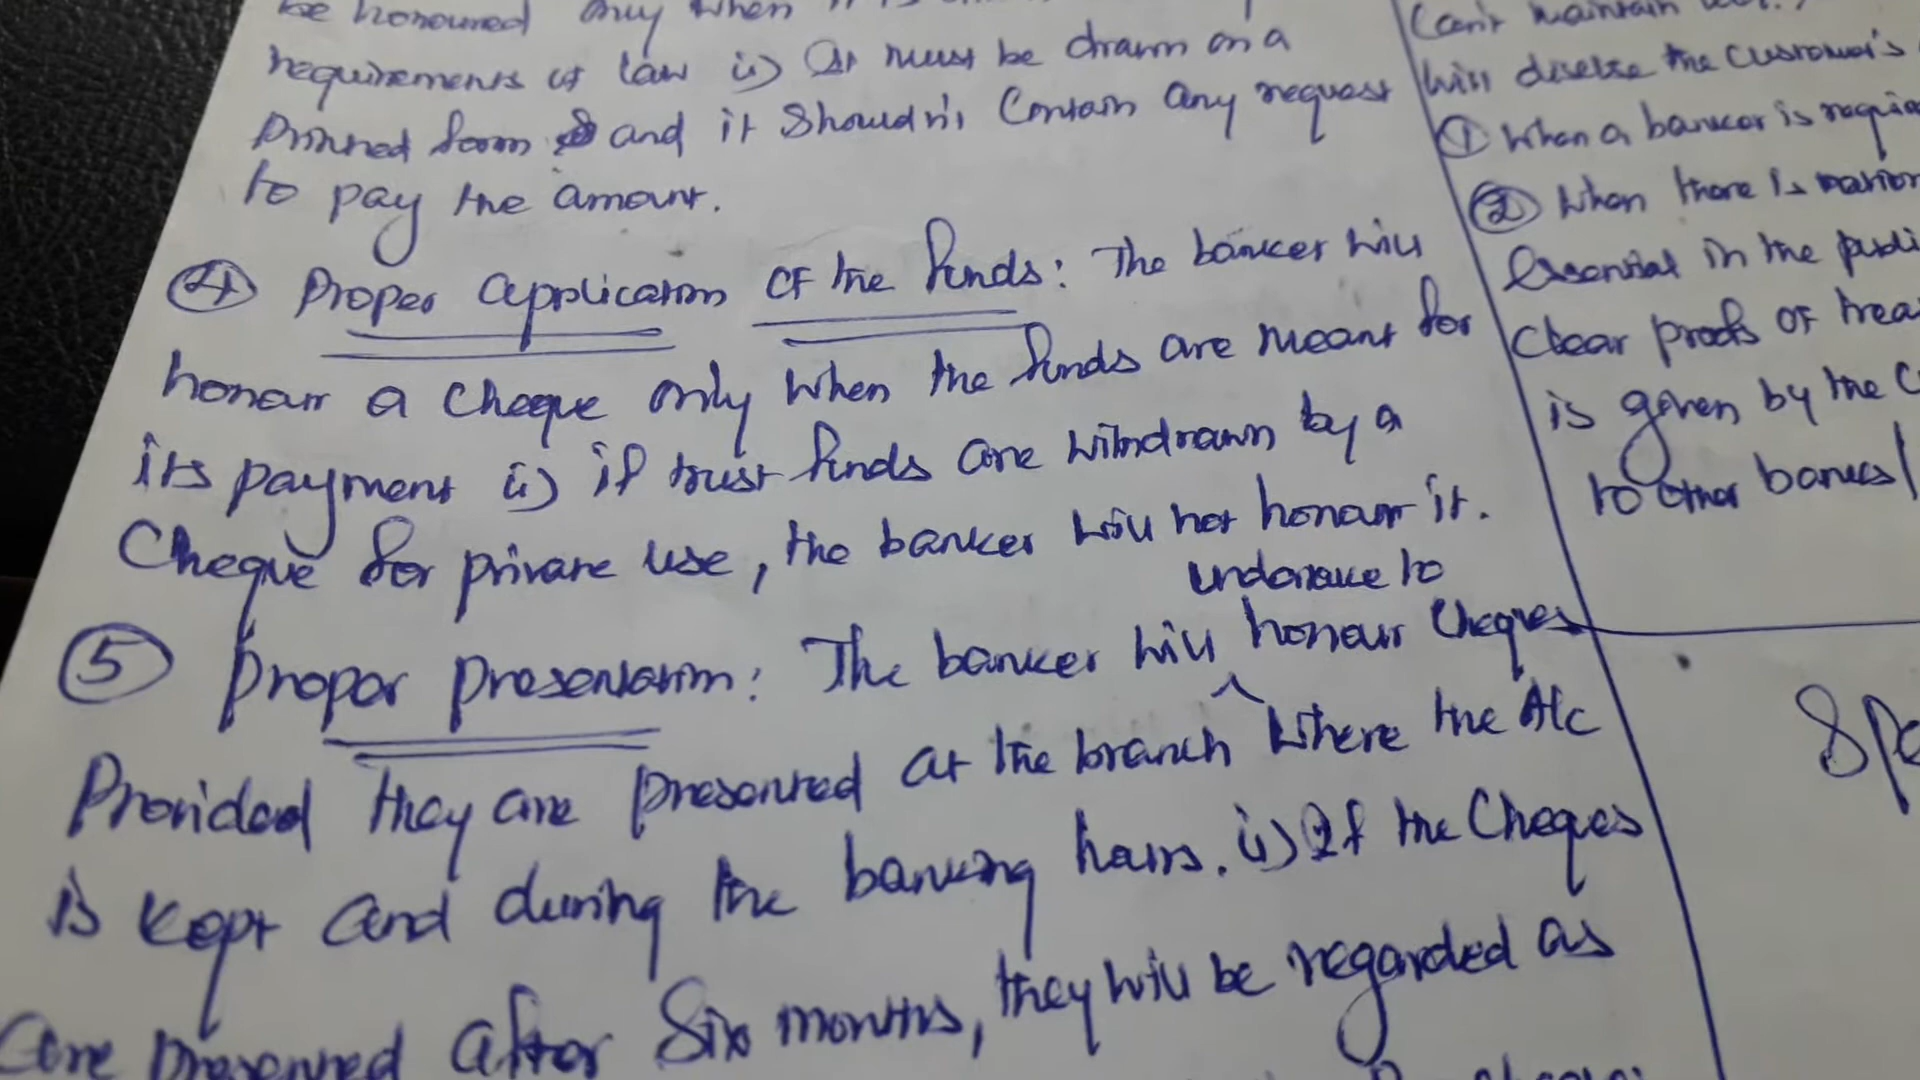 be honoured only when it is
requirements of law ii) It must be drawn on a
printed form and it shouldn't contain any request
to pay the amount.
④ Proper application of the funds: The banker will
honour a cheque only when the funds are meant for
its payment ii) if trust funds are withdrawn by a
Cheque for private use, the banker will not honour it.
undertake to
⑤ Proper presentation: The banker will ^ honour Cheques
Provided they are presented at the branch where the A/c
is kept and during the banking hours. ii) If the Cheques
are presented after six months, they will be regarded as
Can't maintain
will disclose the customer's
① When a banker is
② When there is
Essential in the
Clear proofs of
is given by the
to other banks/